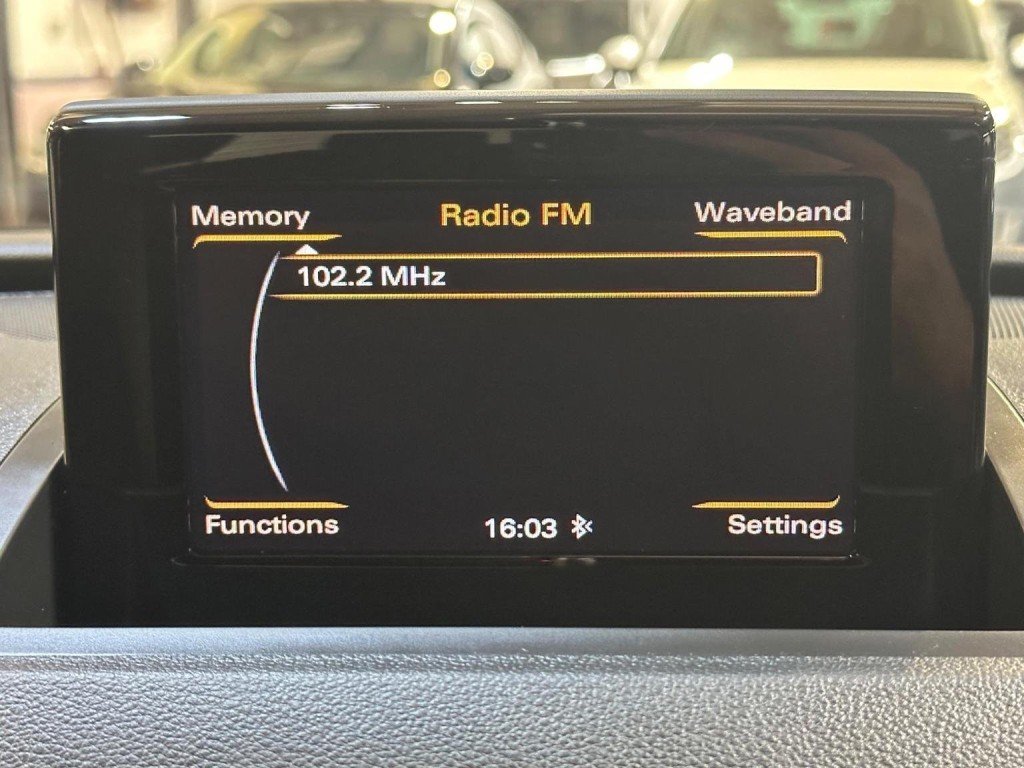 Memory Radio FM Waveband
102.2 MHz
Functions 16:03 Settings